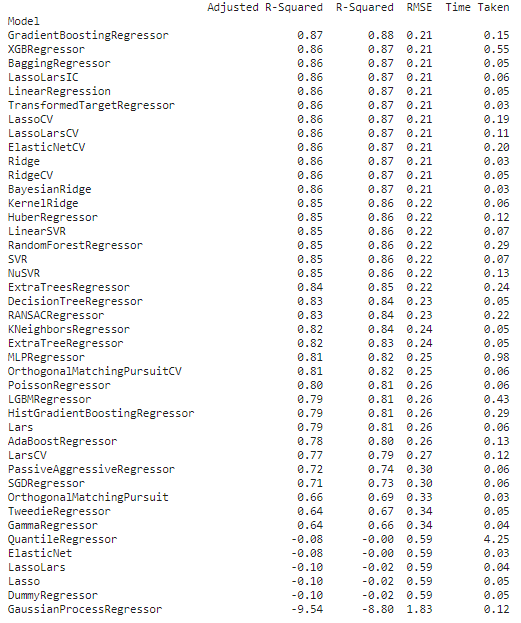 Adjusted R-Squared R-Squared RMSE Time Taken
Model
GradientBoostingRegressor 0.87 0.88 0.21 0.15
XGBRegressor 0.86 0.87 0.21 0.55
BaggingRegressor 0.86 0.87 0.21 0.05
LassoLarsIC 0.86 0.87 0.21 0.06
LinearRegression 0.86 0.87 0.21 0.05
TransformedTargetRegressor 0.86 0.87 0.21 0.03
LassoCV 0.86 0.87 0.21 0.19
LassoLarsCV 0.86 0.87 0.21 0.11
ElasticNetCV 0.86 0.87 0.21 0.20
Ridge 0.86 0.87 0.21 0.03
RidgeCV 0.86 0.87 0.21 0.05
BayesianRidge 0.86 0.87 0.21 0.03
KernelRidge 0.85 0.86 0.22 0.06
HuberRegressor 0.85 0.86 0.22 0.12
LinearSVR 0.85 0.86 0.22 0.07
RandomForestRegressor 0.85 0.86 0.22 0.29
SVR 0.85 0.86 0.22 0.07
NuSVR 0.85 0.86 0.22 0.13
ExtraTreesRegressor 0.84 0.85 0.22 0.24
DecisionTreeRegressor 0.83 0.84 0.23 0.05
RANSACRegressor 0.83 0.84 0.23 0.22
KNeighborsRegressor 0.82 0.84 0.24 0.05
ExtraTreeRegressor 0.82 0.83 0.24 0.05
MLPRegressor 0.81 0.82 0.25 0.98
OrthogonalMatchingPursuitCV 0.81 0.82 0.25 0.06
PoissonRegressor 0.80 0.81 0.26 0.06
LGBMRegressor 0.79 0.81 0.26 0.43
HistGradientBoostingRegressor 0.79 0.81 0.26 0.29
Lars 0.79 0.81 0.26 0.06
AdaBoostRegressor 0.78 0.80 0.26 0.13
LarsCV 0.77 0.79 0.27 0.12
PassiveAggressiveRegressor 0.72 0.74 0.30 0.06
SGDRegressor 0.71 0.73 0.30 0.06
OrthogonalMatchingPursuit 0.66 0.69 0.33 0.03
TweedieRegressor 0.64 0.67 0.34 0.05
GammaRegressor 0.64 0.66 0.34 0.04
QuantileRegressor -0.08 -0.00 0.59 4.25
ElasticNet -0.08 -0.00 0.59 0.03
LassoLars -0.10 -0.02 0.59 0.04
Lasso -0.10 -0.02 0.59 0.05
DummyRegressor -0.10 -0.02 0.59 0.05
GaussianProcessRegressor -9.54 -8.80 1.83 0.12